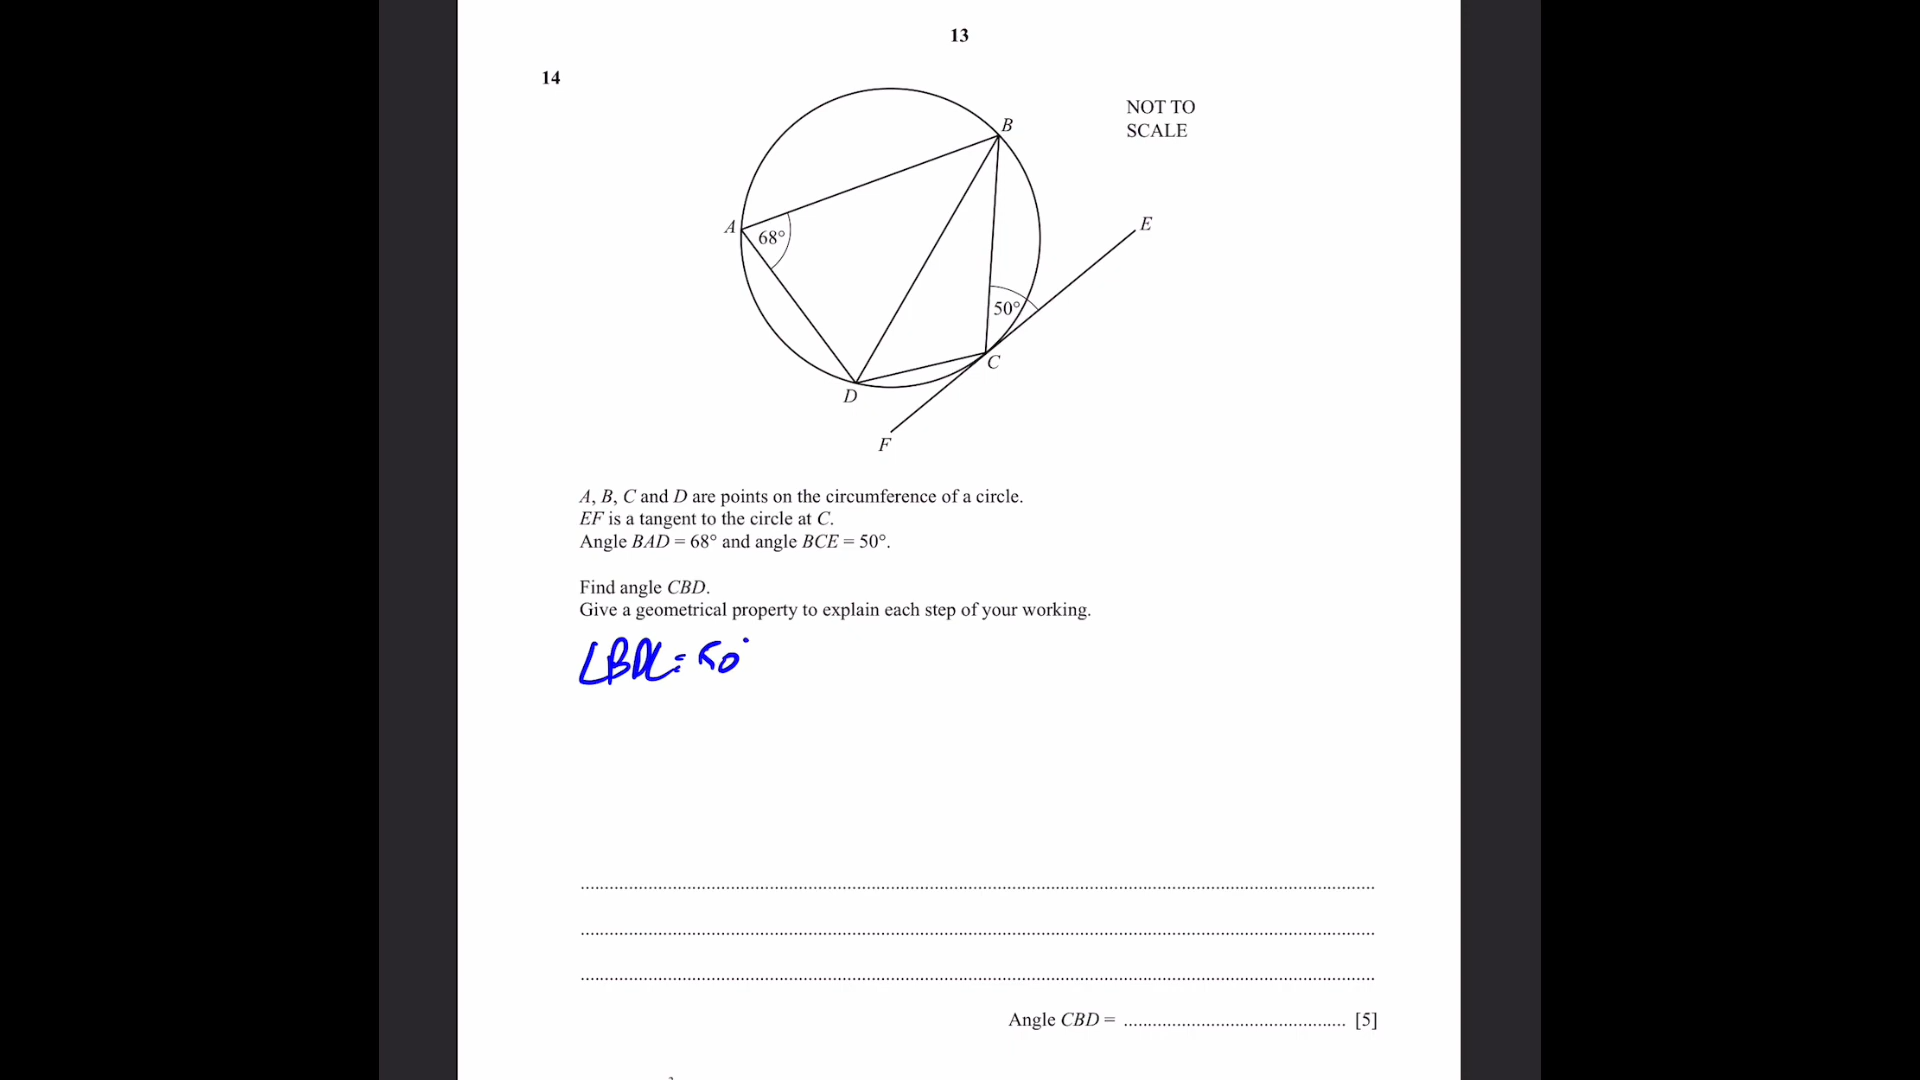 13
14
NOT TO
SCALE
B
E
A
68°
50°
C
D
F
A, B, C and D are points on the circumference of a circle.
EF is a tangent to the circle at C.
Angle BAD = 68° and angle BCE = 50°.
Find angle CBD.
Give a geometrical property to explain each step of your working.
∠BDC = 50°
Angle CBD = ............................................. [5]